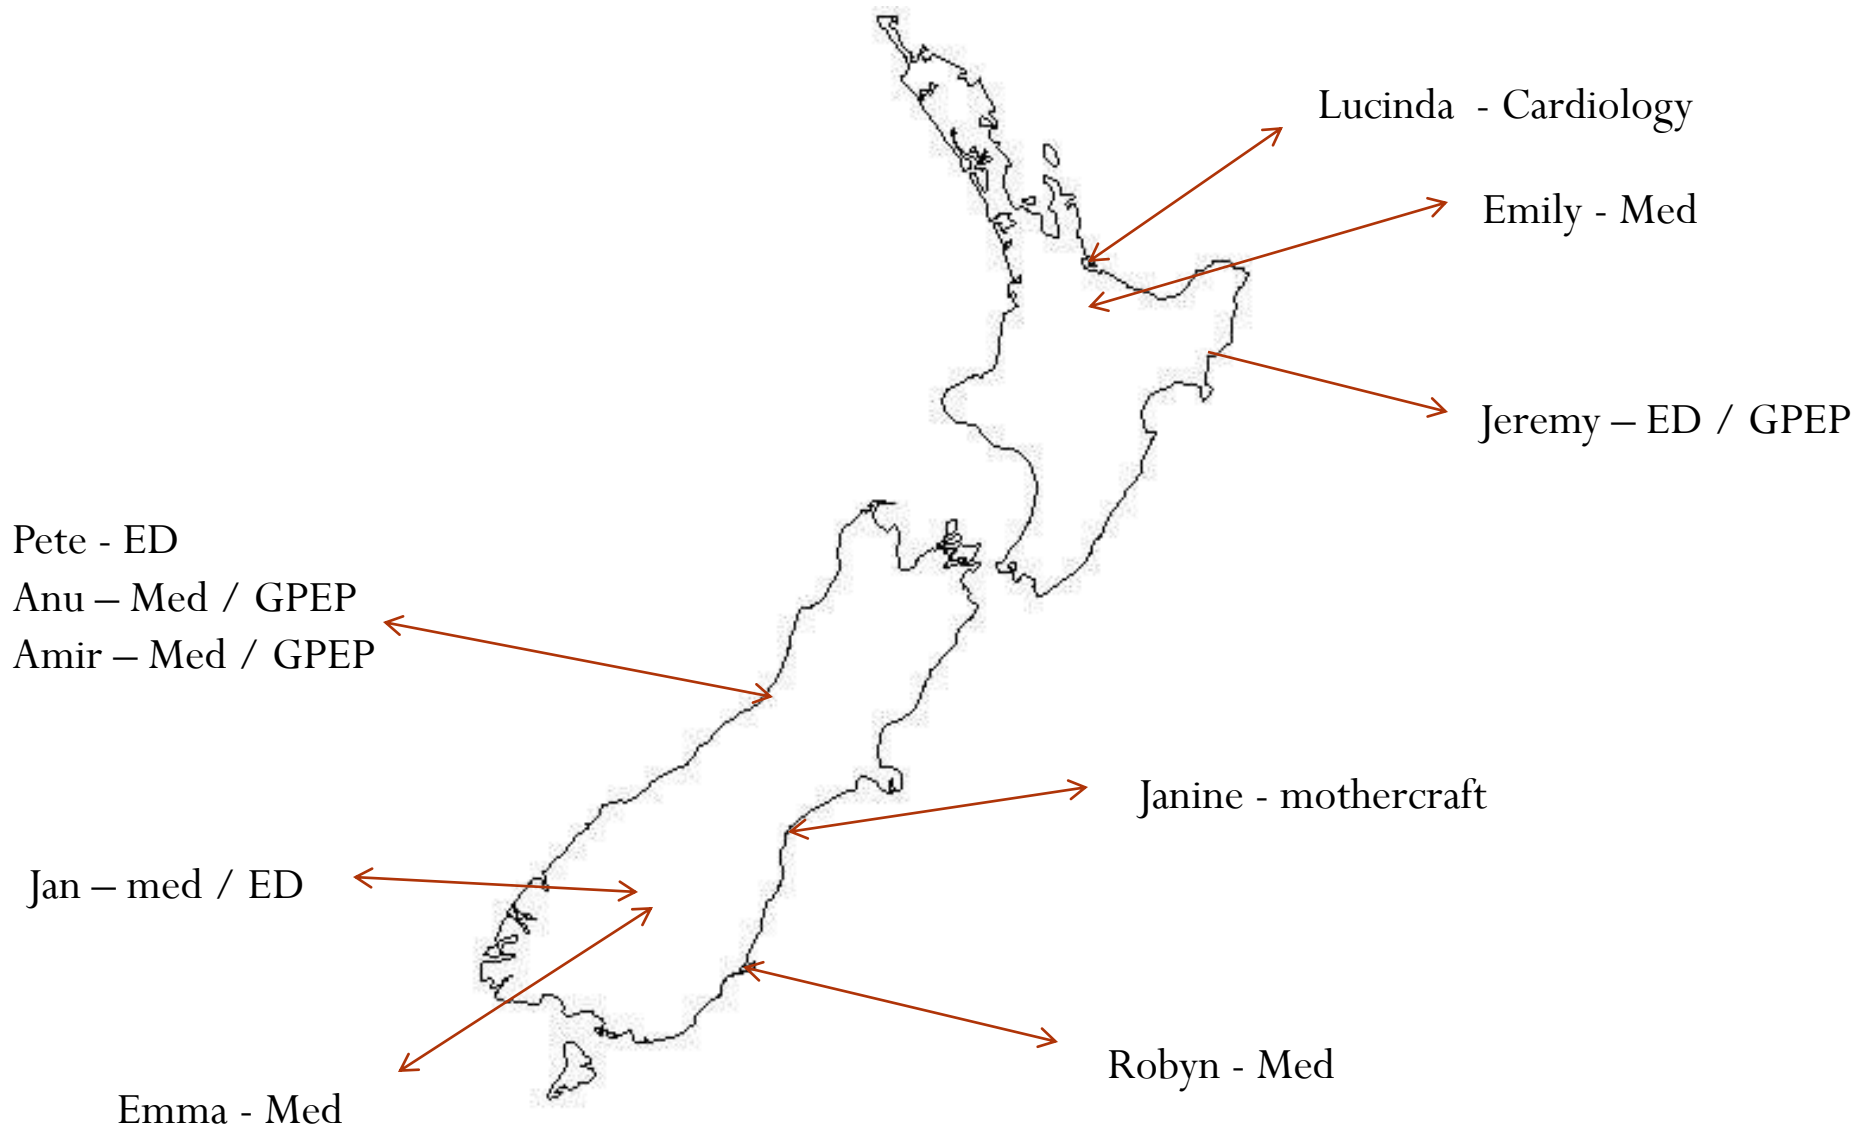 Lucinda  - Cardiology
Emily - Med
Jeremy – ED / GPEP
Pete - ED
Anu – Med / GPEP
Amir – Med / GPEP
Janine - mothercraft
Jan – med / ED
Robyn - Med
Emma - Med